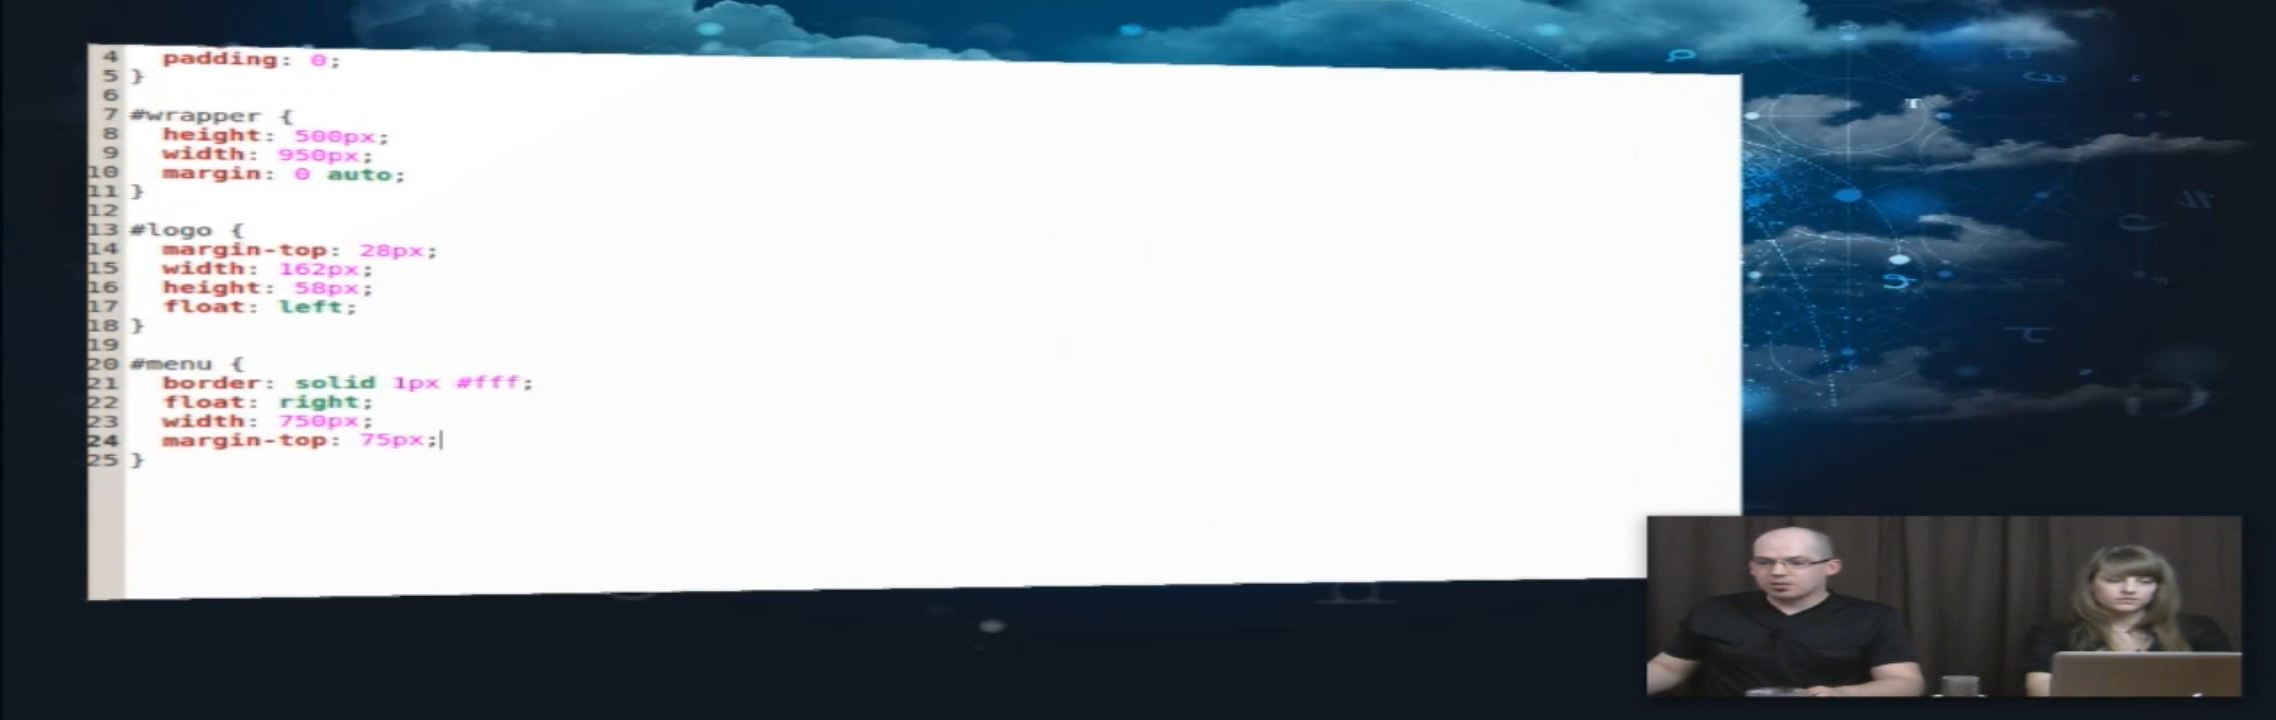 4 padding: 0;
5 }
6
7 #wrapper {
8 height: 500px;
9 width: 950px;
10 margin: 0 auto;
11 }
12
13 #logo {
14 margin-top: 28px;
15 width: 162px;
16 height: 58px;
17 float: left;
18 }
19
20 #menu {
21 border: solid 1px #fff;
22 float: right;
23 width: 750px;
24 margin-top: 75px;
25 }